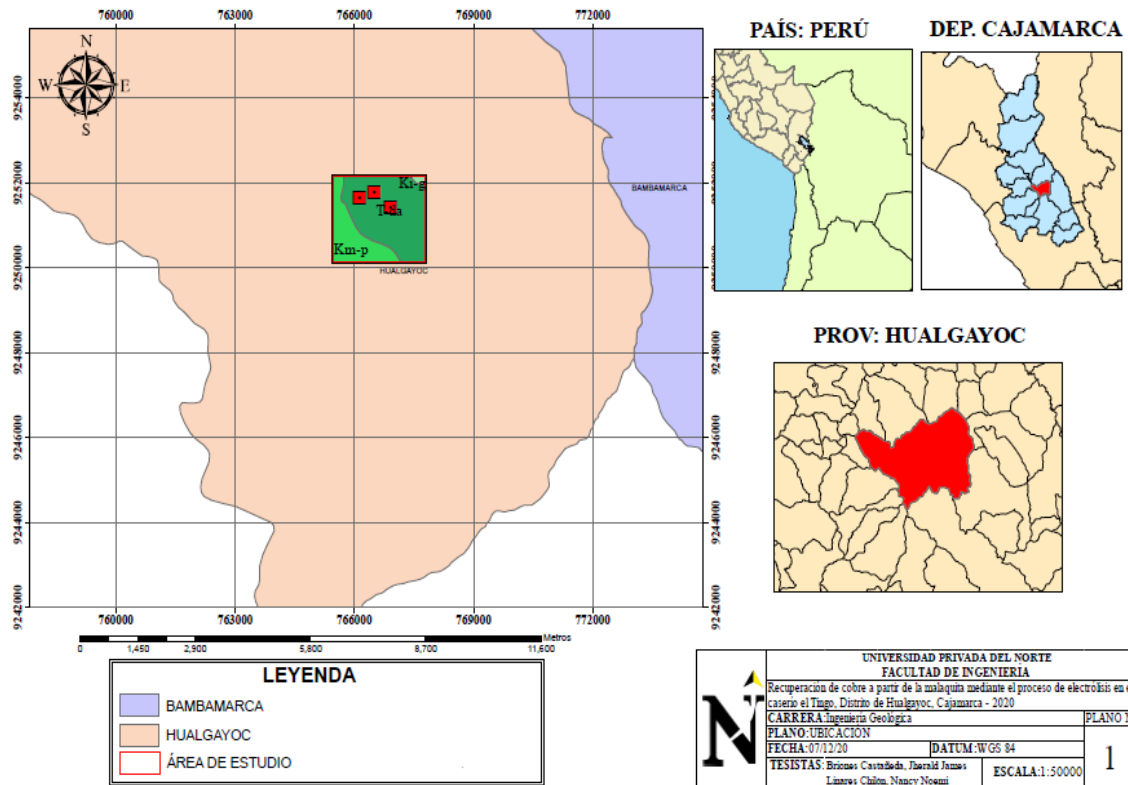 760000 763000 766000 769000 772000
N
W E
S
9254000
9252000
9250000
9248000
9246000
9244000
9242000
Ki-g
Km-p
BAMBAMARCA
HUALGAYOC
760000 763000 766000 769000 772000
0 1,450 2,900 5,800 8,700 11,600
Metros
LEYENDA
BAMBAMARCA
HUALGAYOC
ÁREA DE ESTUDIO
PAÍS: PERÚ
DEP. CAJAMARCA
PROV: HUALGAYOC
N
UNIVERSIDAD PRIVADA DEL NORTE
FACULTAD DE INGENIERIA
Recuperación de cobre a partir de la malaquita mediante el proceso de electrólisis en e
caserio el Tingo, Distrito de Hualgayoc, Cajamarca - 2020
CARRERA:Ingeniería Geológica
PLANO
PLANO:UBICACIÓN
FECHA:07/12/20
DATUM:WGS 84
1
TESISTAS: Briones Castañeda, Jherald James
Linares Chilón, Nancy Noemi
ESCALA:1:50000